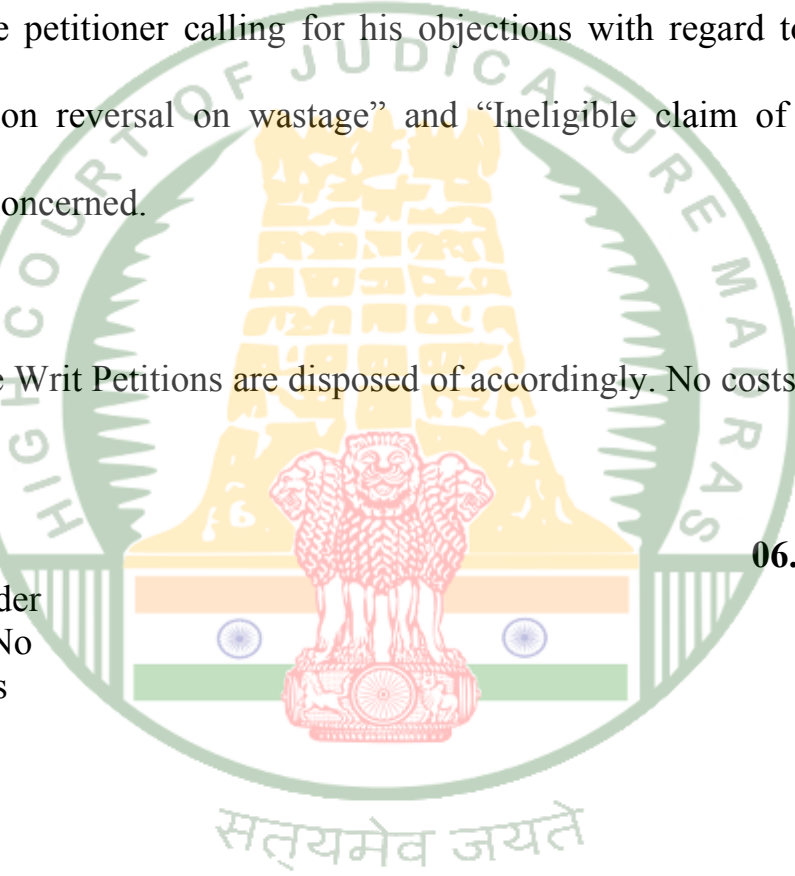 e petitioner calling for his objections with regard to
on reversal on wastage” and “Ineligible claim of
oncerned.
e Writ Petitions are disposed of accordingly. No costs
06.
der
No
s
HIGH COURT OF JUDICATURE MADRAS
सत्यमेव जयते